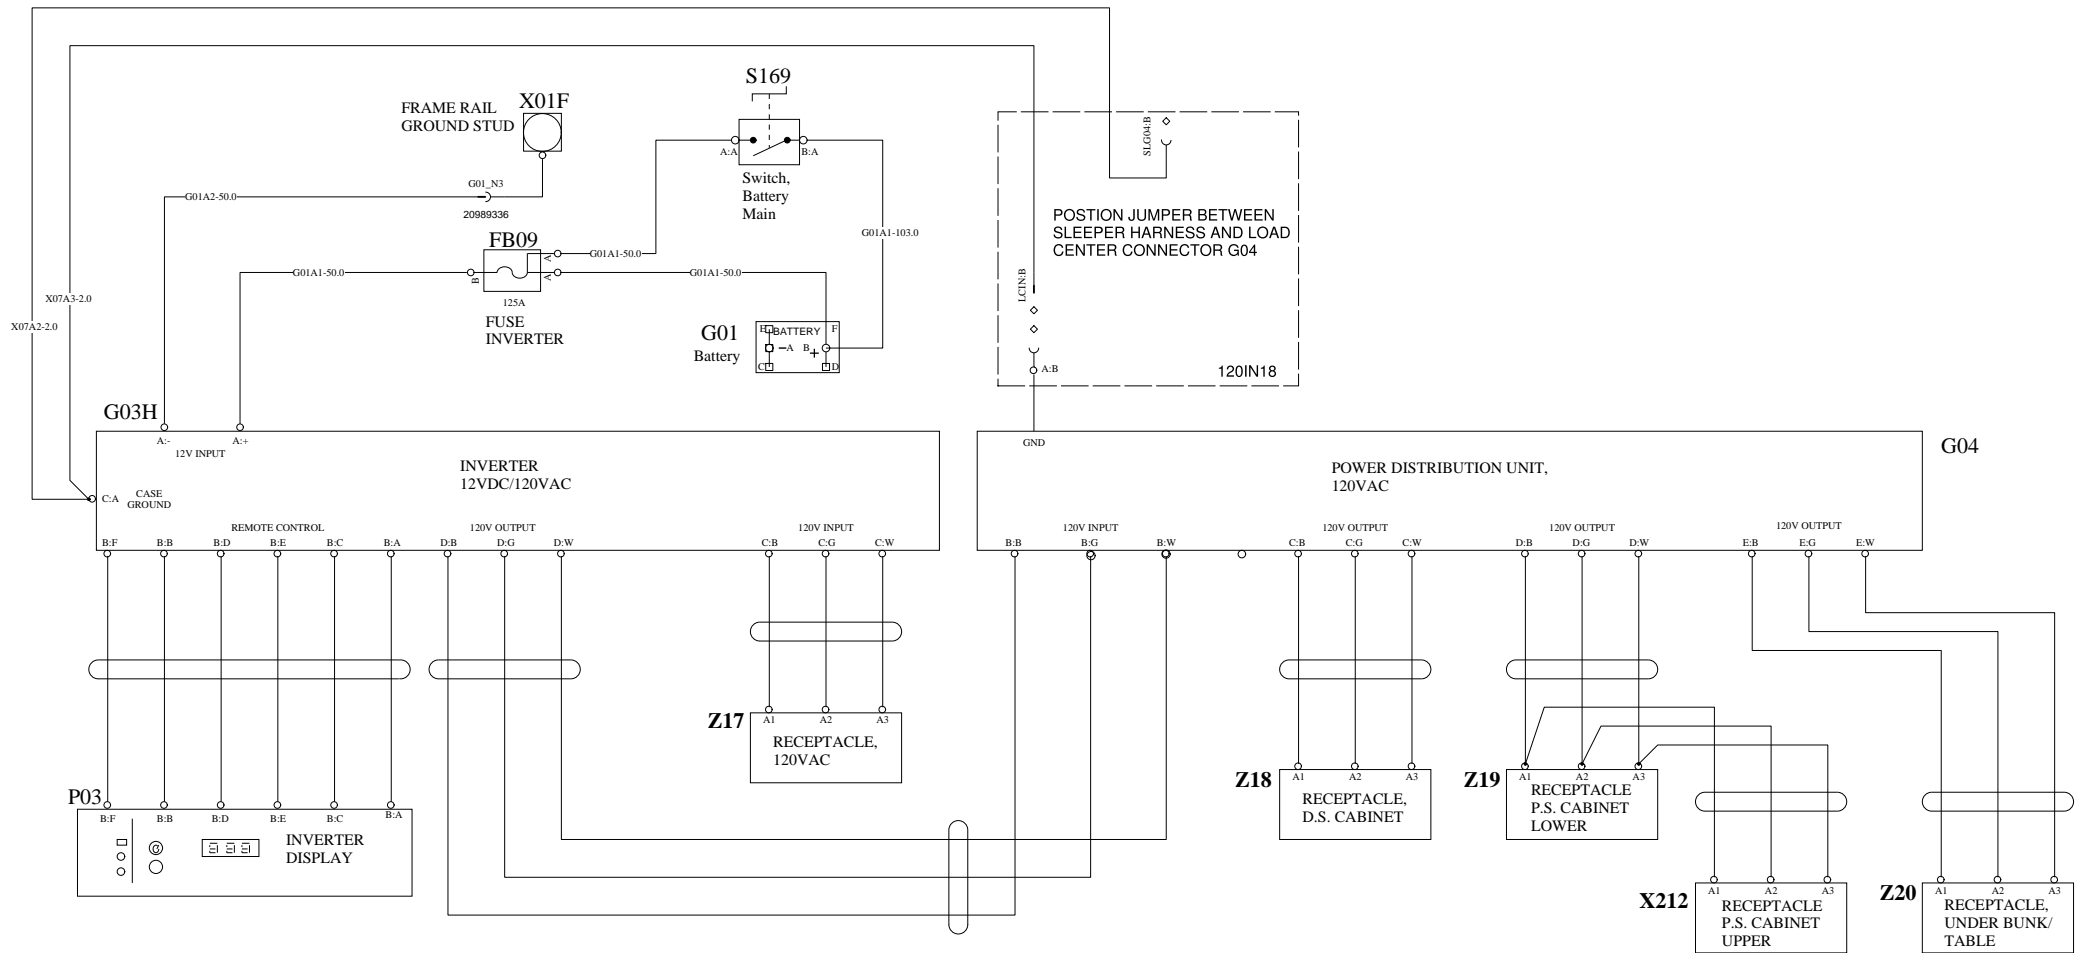 S169
X01F
FRAME RAIL
GROUND STUD
A:A
B:A
Switch,
Battery
Main
G01_N3
20989336
G01A2-50.0
FB09
G01A1-50.0
G01A1-103.0
G01A1-50.0
G01A1-50.0
B
A
A
125A
FUSE
INVERTER
X07A3-2.0
X07A2-2.0
G01
Battery
E
BATTERY
F
A
B
C
D
SLG04:B
POSTION JUMPER BETWEEN
SLEEPER HARNESS AND LOAD
CENTER CONNECTOR G04
LCIN:B
A:B
120IN18
G03H
A:-
A:+
12V INPUT
INVERTER
12VDC/120VAC
C:A
CASE
GROUND
REMOTE CONTROL
120V OUTPUT
120V INPUT
B:F
B:B
B:D
B:E
B:C
B:A
D:B
D:G
D:W
C:B
C:G
C:W
G04
GND
POWER DISTRIBUTION UNIT,
120VAC
120V INPUT
120V OUTPUT
120V OUTPUT
120V OUTPUT
B:B
B:G
B:W
C:B
C:G
C:W
D:B
D:G
D:W
E:B
E:G
E:W
Z17
A1
A2
A3
RECEPTACLE,
120VAC
Z18
A1
A2
A3
RECEPTACLE,
D.S. CABINET
Z19
A1
A2
A3
RECEPTACLE
P.S. CABINET
LOWER
P03
B:F
B:B
B:D
B:E
B:C
B:A
INVERTER
DISPLAY
@
X212
A1
A2
A3
RECEPTACLE
P.S. CABINET
UPPER
Z20
A1
A2
A3
RECEPTACLE,
UNDER BUNK/
TABLE